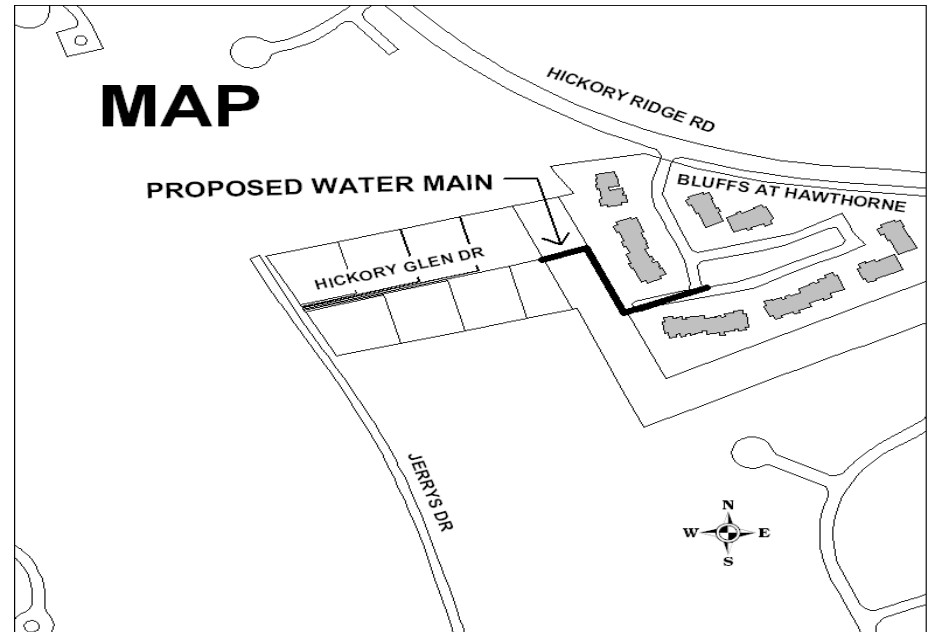 MAP
HICKORY RIDGE RD
PROPOSED WATER MAIN
BLUFFS AT HAWTHORNE
HICKORY GLEN DR
JERRYS DR
N
W E
S